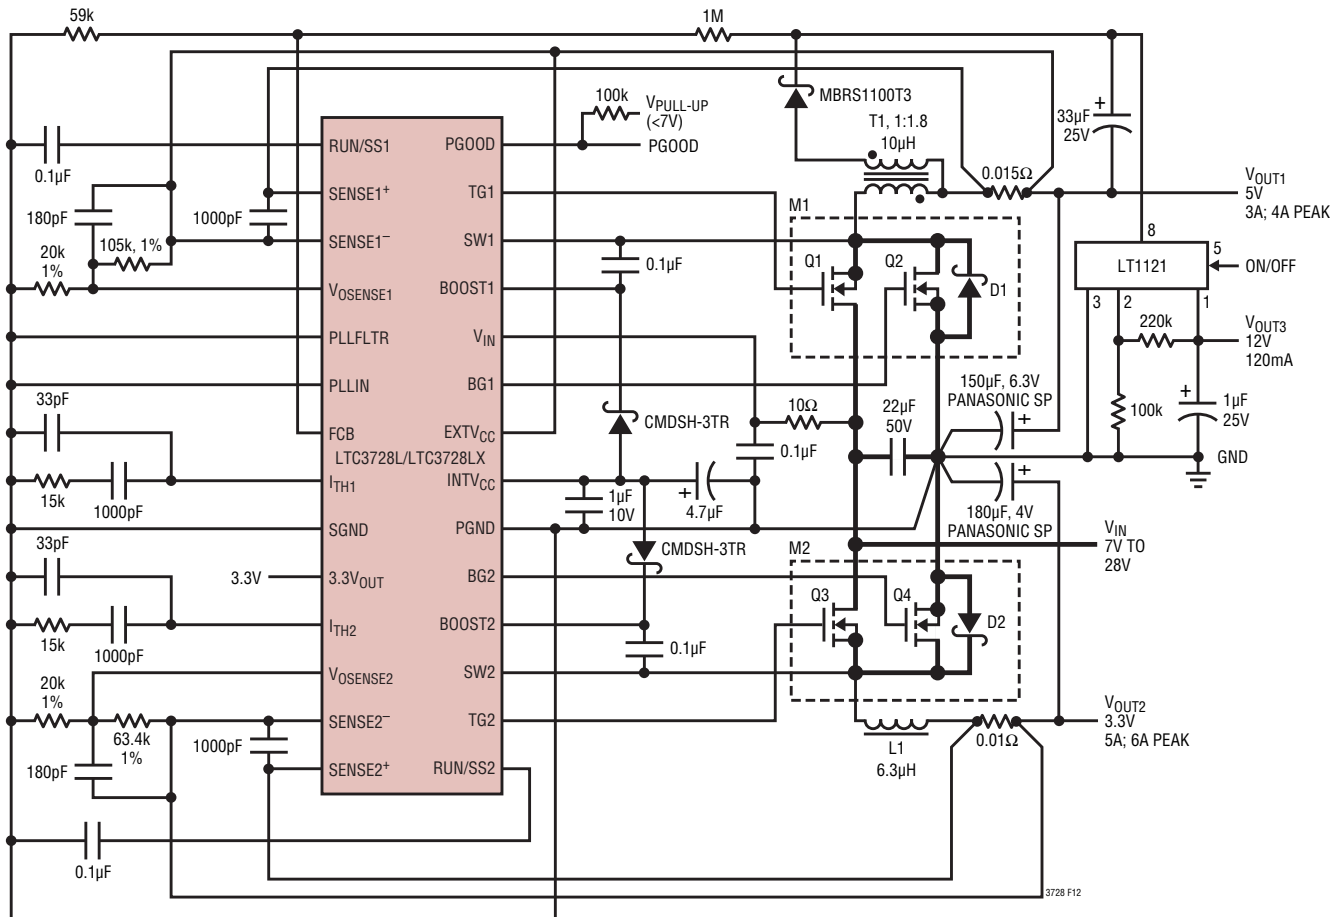 59k
1M
100k
VPULL-UP
(<7V)
PGOOD
MBRS1100T3
T1, 1:1.8
10µH
33µF
25V
+
0.1µF
RUN/SS1
PGOOD
0.015Ω
VOUT1
5V
3A; 4A PEAK
180pF
1000pF
SENSE1+
TG1
M1
20k
1%
105k, 1%
SENSE1–
SW1
0.1µF
Q1
Q2
D1
8
LT1121
5
ON/OFF
VOSENSE1
BOOST1
3
2
1
PLLFLTR
VIN
220k
VOUT3
12V
120mA
PLLIN
BG1
150µF, 6.3V
PANASONIC SP
+
33pF
CMDSH-3TR
10Ω
22µF
50V
100k
+
1µF
25V
FCB
EXTVCC
0.1µF
LTC3728L/LTC3728LX
GND
15k
1000pF
ITH1
INTVCC
1µF
10V
+
4.7µF
+
180µF, 4V
PANASONIC SP
SGND
PGND
VIN
7V TO
28V
33pF
CMDSH-3TR
M2
3.3V
3.3VOUT
BG2
Q3
Q4
D2
15k
1000pF
ITH2
BOOST2
0.1µF
20k
1%
VOSENSE2
SW2
63.4k
1%
SENSE2–
TG2
L1
6.3µH
0.01Ω
VOUT2
3.3V
5A; 6A PEAK
180pF
1000pF
SENSE2+
RUN/SS2
0.1µF
3728 F12